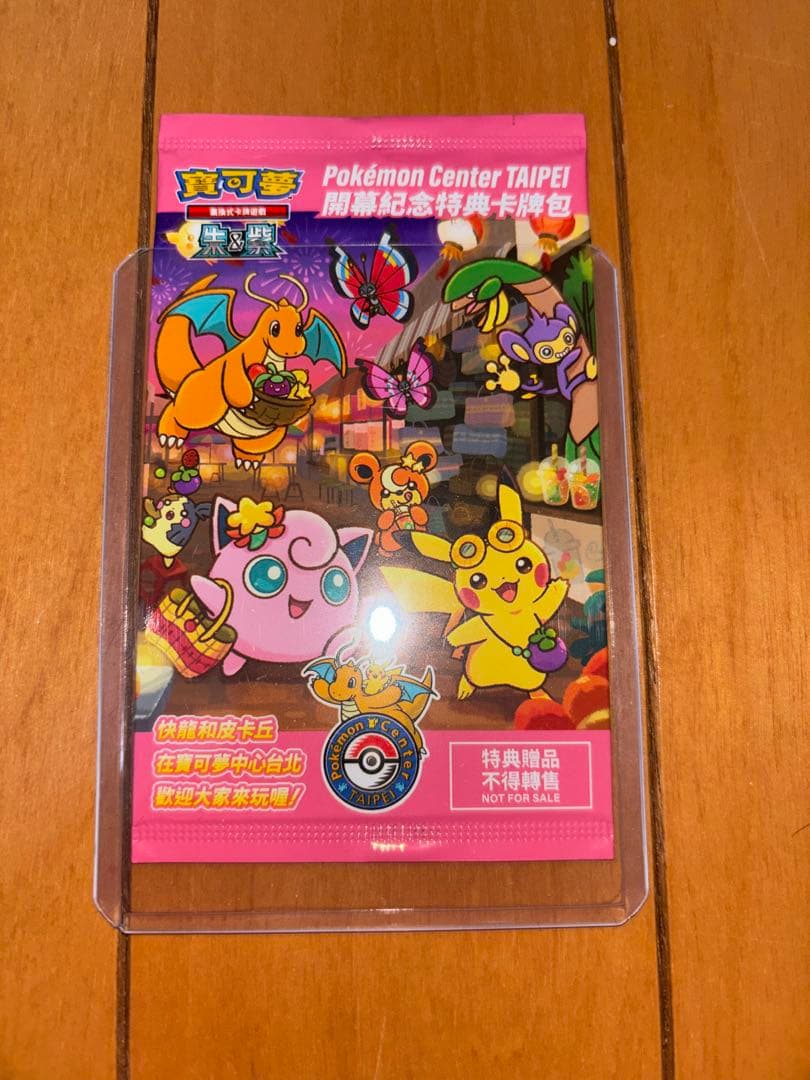 寶可夢
集換式卡牌遊戲
朱&紫
Pokémon Center TAIPEI
開幕紀念特典卡牌包
快龍和皮卡丘
在寶可夢中心台北
歡迎大家來玩喔!
Pokémon Center
TAIPEI
特典贈品
不得轉售
NOT FOR SALE